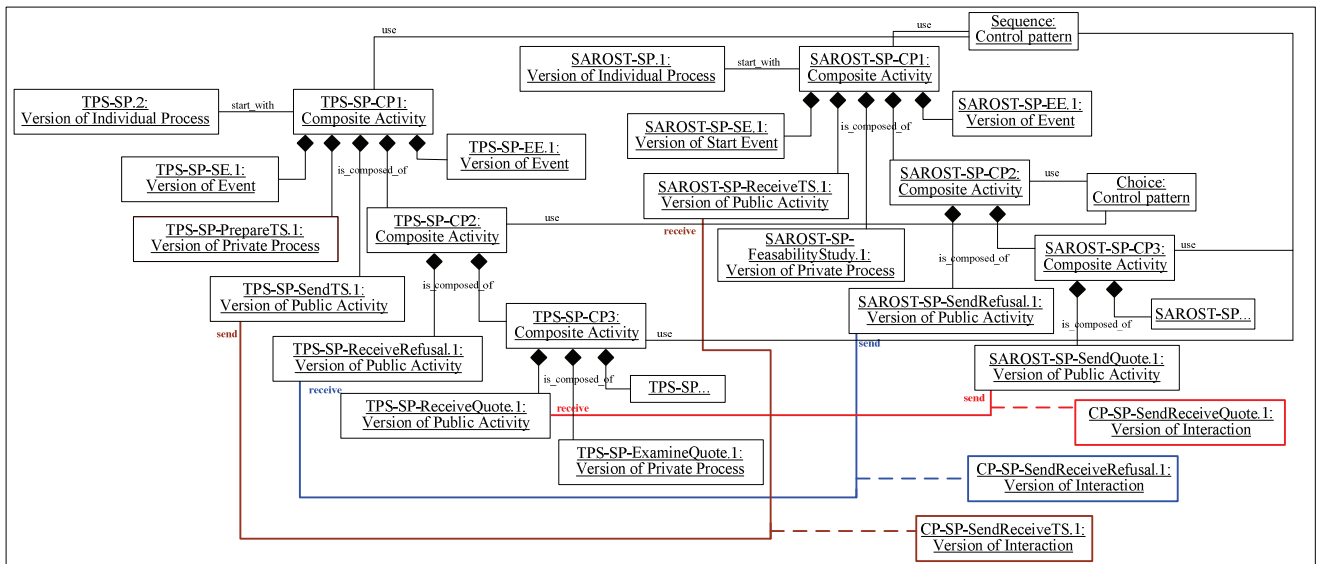 Sequence:
Control pattern
use
use
SAROST-SP.1:
Version of Individual Process
start_with
SAROST-SP-CP1:
Composite Activity
TPS-SP.2:
Version of Individual Process
start_with
TPS-SP-CP1:
Composite Activity
SAROST-SP-SE.1:
Version of Start Event
is_composed_of
SAROST-SP-EE.1:
Version of Event
TPS-SP-SE.1:
Version of Event
is_composed_of
TPS-SP-EE.1:
Version of Event
SAROST-SP-ReceiveTS.1:
Version of Public Activity
receive
SAROST-SP-CP2:
Composite Activity
use
Choice:
Control pattern
TPS-SP-PrepareTS.1:
Version of Private Process
TPS-SP-CP2:
Composite Activity
use
SAROST-SP-
FeasabilityStudy.1:
Version of Private Process
is_composed_of
SAROST-SP-CP3:
Composite Activity
use
TPS-SP-SendTS.1:
Version of Public Activity
send
is_composed_of
SAROST-SP-SendRefusal.1:
Version of Public Activity
send
is_composed_of
SAROST-SP...
TPS-SP-CP3:
Composite Activity
use
TPS-SP-ReceiveRefusal.1:
Version of Public Activity
receive
is_composed_of
TPS-SP...
SAROST-SP-SendQuote.1:
Version of Public Activity
send
TPS-SP-ReceiveQuote.1:
Version of Public Activity
receive
CP-SP-SendReceiveQuote.1:
Version of Interaction
TPS-SP-ExamineQuote.1:
Version of Private Process
CP-SP-SendReceiveRefusal.1:
Version of Interaction
CP-SP-SendReceiveTS.1:
Version of Interaction